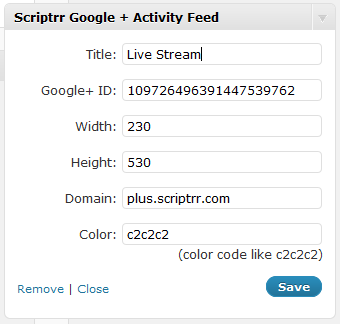 Scriptrr Google + Activity Feed
Title: Live Stream
Google+ ID: 109726496391447539762
Width: 230
Height: 530
Domain: plus.scriptrr.com
Color: c2c2c2
(color code like c2c2c2)
Remove | Close Save